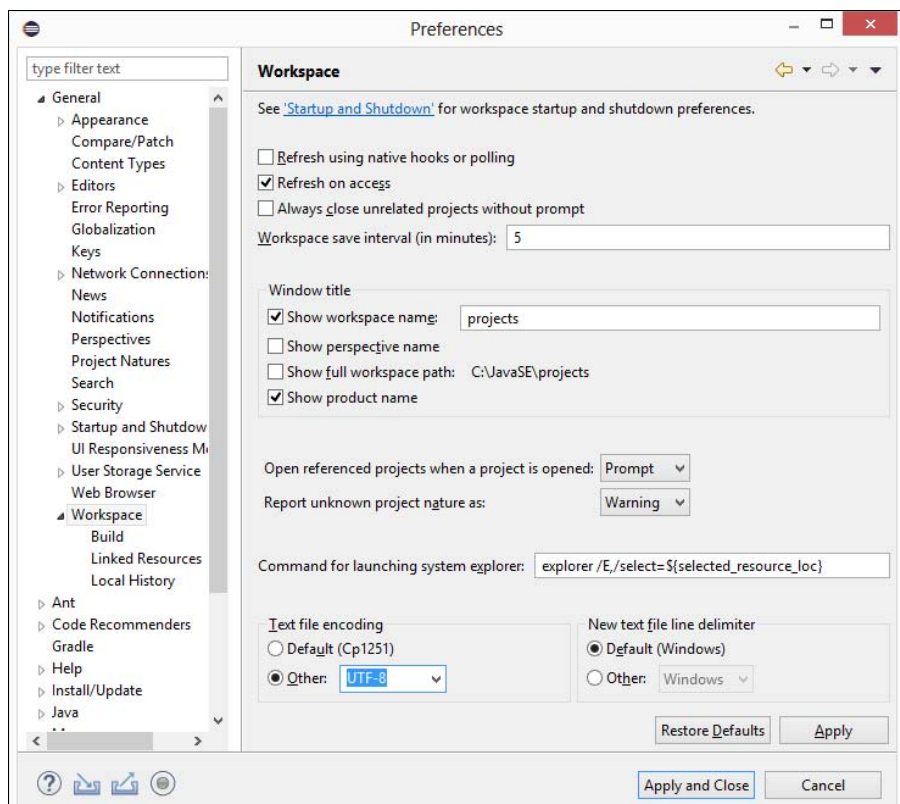 Preferences
type filter text
General
Appearance
Compare/Patch
Content Types
Editors
Error Reporting
Globalization
Keys
Network Connection
News
Notifications
Perspectives
Project Natures
Search
Security
Startup and Shutdow
UI Responsiveness M
User Storage Service
Web Browser
Workspace
Build
Linked Resources
Local History
Ant
Code Recommenders
Gradle
Help
Install/Update
Java
Workspace
See 'Startup and Shutdown' for workspace startup and shutdown preferences.
Refresh using native hooks or polling
Refresh on access
Always close unrelated projects without prompt
Workspace save interval (in minutes): 5
Window title
Show workspace name: projects
Show perspective name
Show full workspace path: C:\JavaSE\projects
Show product name
Open referenced projects when a project is opened: Prompt
Report unknown project nature as: Warning
Command for launching system explorer: explorer /E,/select=${selected_resource_loc}
Text file encoding
Default (Cp1251)
Other: UTF-8
New text file line delimiter
Default (Windows)
Other: Windows
Restore Defaults
Apply
Apply and Close
Cancel